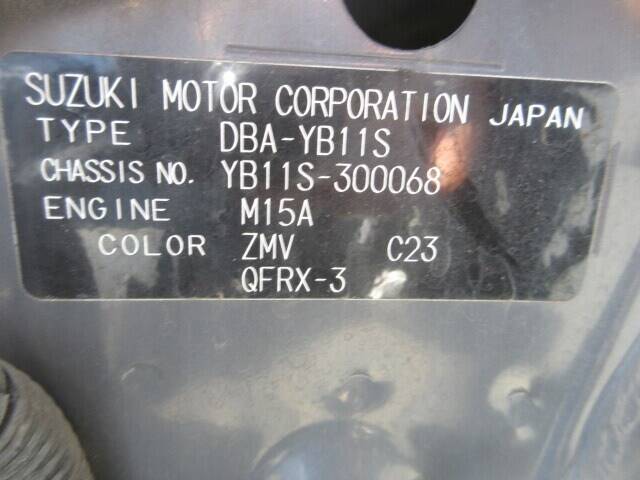 SUZUKI MOTOR CORPORATION JAPAN
TYPE DBA-YB11S
CHASSIS NO. YB11S-300068
ENGINE M15A
COLOR ZMV C23
QFRX-3